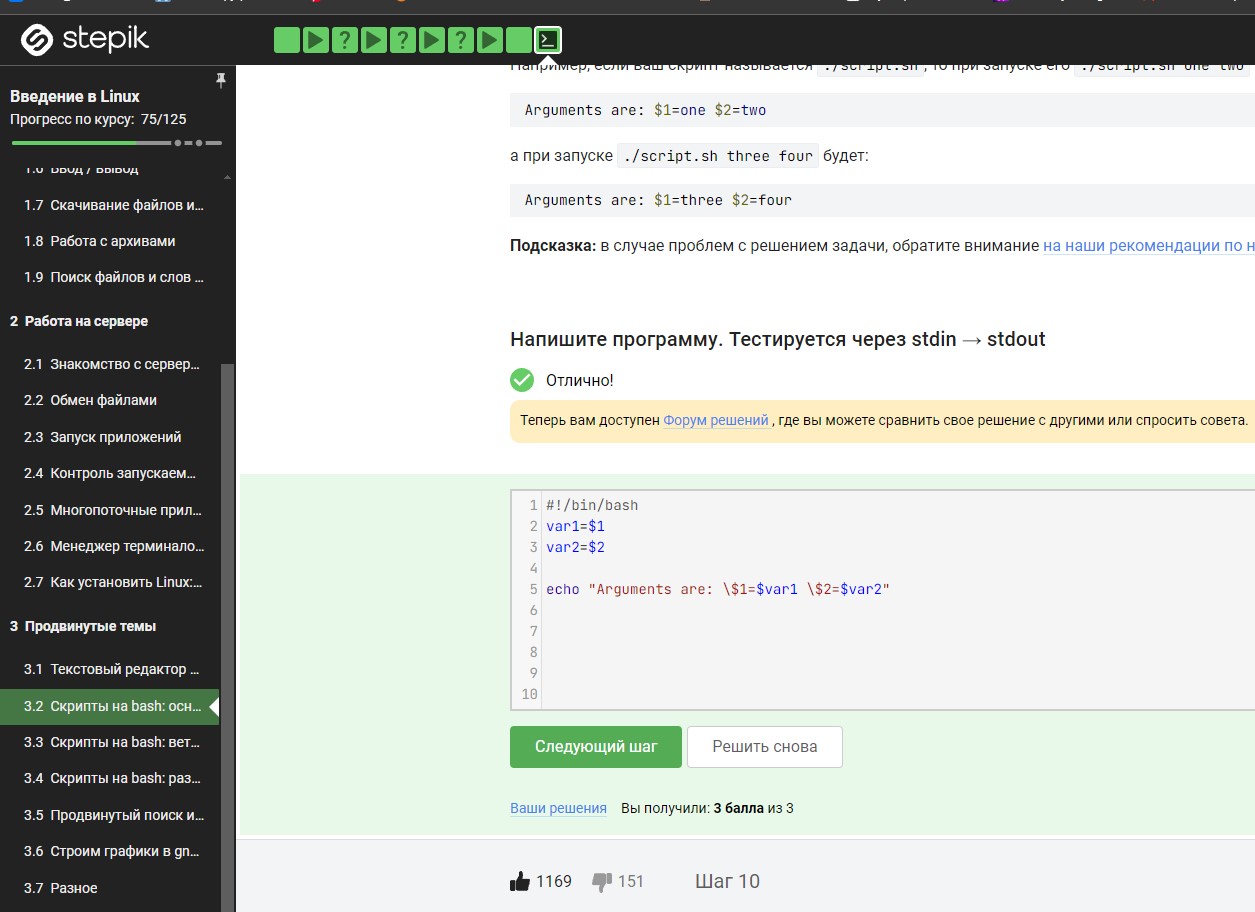 stepik
Введение в Linux
Прогресс по курсу: 75/125
1.6 Ввод / вывод
1.7 Скачивание файлов и...
1.8 Работа с архивами
1.9 Поиск файлов и слов ...
2 Работа на сервере
2.1 Знакомство с сервер...
2.2 Обмен файлами
2.3 Запуск приложений
2.4 Контроль запускаем...
2.5 Многопоточные прил...
2.6 Менеджер терминало...
2.7 Как установить Linux:...
3 Продвинутые темы
3.1 Текстовый редактор ...
3.2 Скрипты на bash: осн...
3.3 Скрипты на bash: вет...
3.4 Скрипты на bash: раз...
3.5 Продвинутый поиск и...
3.6 Строим графики в gn...
3.7 Разное
Например, если ваш скрипт называется ./script.sh, то при запуске его ./script.sh one two
Arguments are: $1=one $2=two
а при запуске ./script.sh three four будет:
Arguments are: $1=three $2=four
Подсказка: в случае проблем с решением задачи, обратите внимание на наши рекомендации по н
Напишите программу. Тестируется через stdin → stdout
Отлично!
Теперь вам доступен Форум решений , где вы можете сравнить свое решение с другими или спросить совета.
1 #!/bin/bash
2 var1=$1
3 var2=$2
4
5 echo "Arguments are: \$1=$var1 \$2=$var2"
6
7
8
9
10
Следующий шаг Решить снова
Ваши решения Вы получили: 3 балла из 3
1169 151 Шаг 10